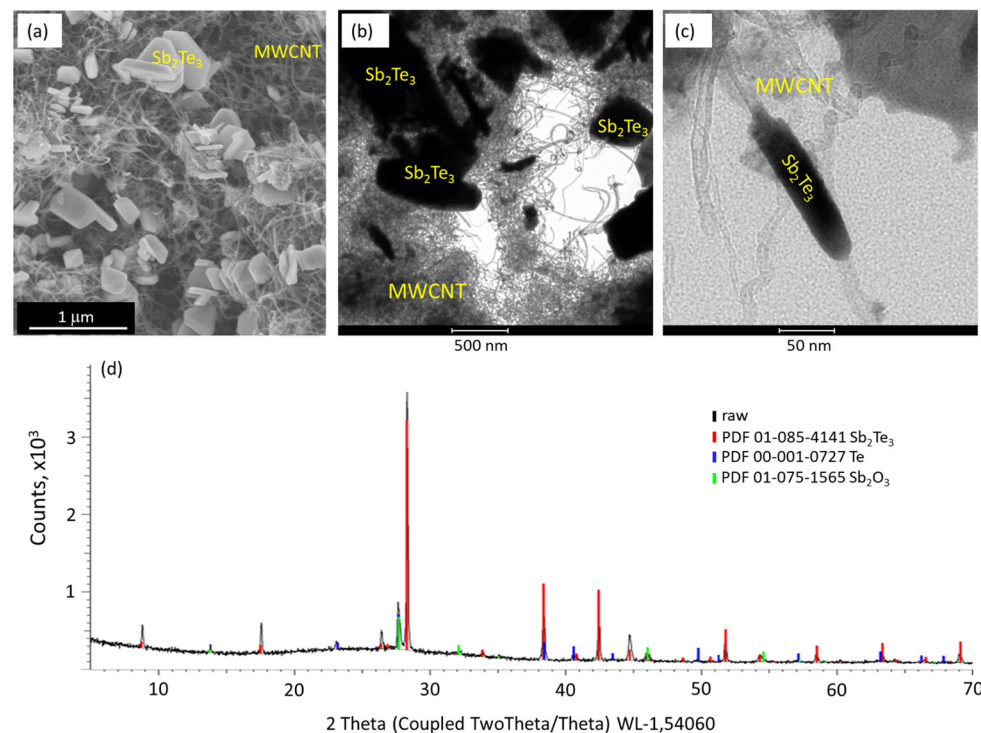 (a)
Sb₂Te₃
MWCNT
1 μm
(b)
Sb₂Te₃
Sb₂Te₃
Sb₂Te₃
MWCNT
500 nm
(c)
MWCNT
Sb₂Te₃
50 nm
(d)
Counts, x10³
3
2
1
raw
PDF 01-085-4141 Sb₂Te₃
PDF 00-001-0727 Te
PDF 01-075-1565 Sb₂O₃
10 20 30 40 50 60 70
2 Theta (Coupled TwoTheta/Theta) WL-1,54060